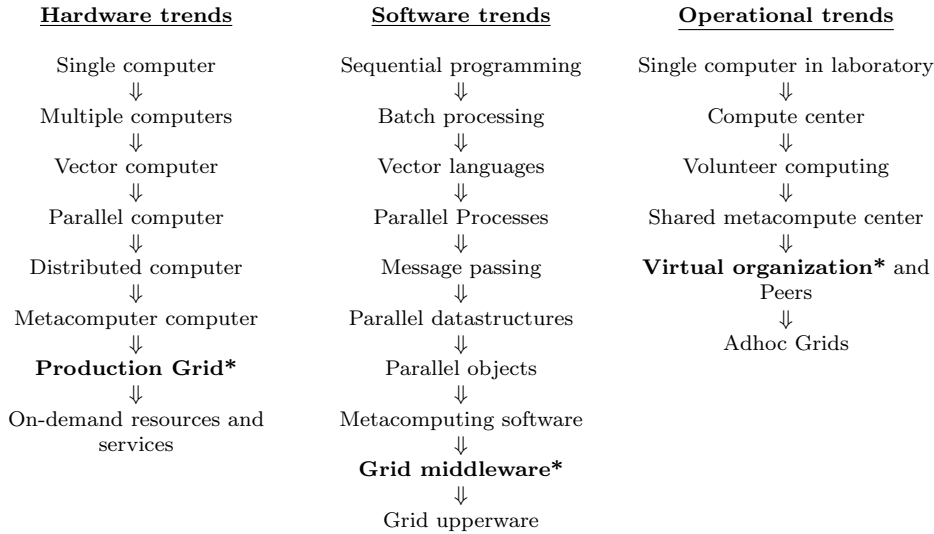 Hardware trends
Single computer
⇓
Multiple computers
⇓
Vector computer
⇓
Parallel computer
⇓
Distributed computer
⇓
Metacomputer computer
⇓
Production Grid*
⇓
On-demand resources and
services
Software trends
Sequential programming
⇓
Batch processing
⇓
Vector languages
⇓
Parallel Processes
⇓
Message passing
⇓
Parallel datastructures
⇓
Parallel objects
⇓
Metacomputing software
⇓
Grid middleware*
⇓
Grid upperware
Operational trends
Single computer in laboratory
⇓
Compute center
⇓
Volunteer computing
⇓
Shared metacompute center
⇓
Virtual organization* and
Peers
⇓
Adhoc Grids